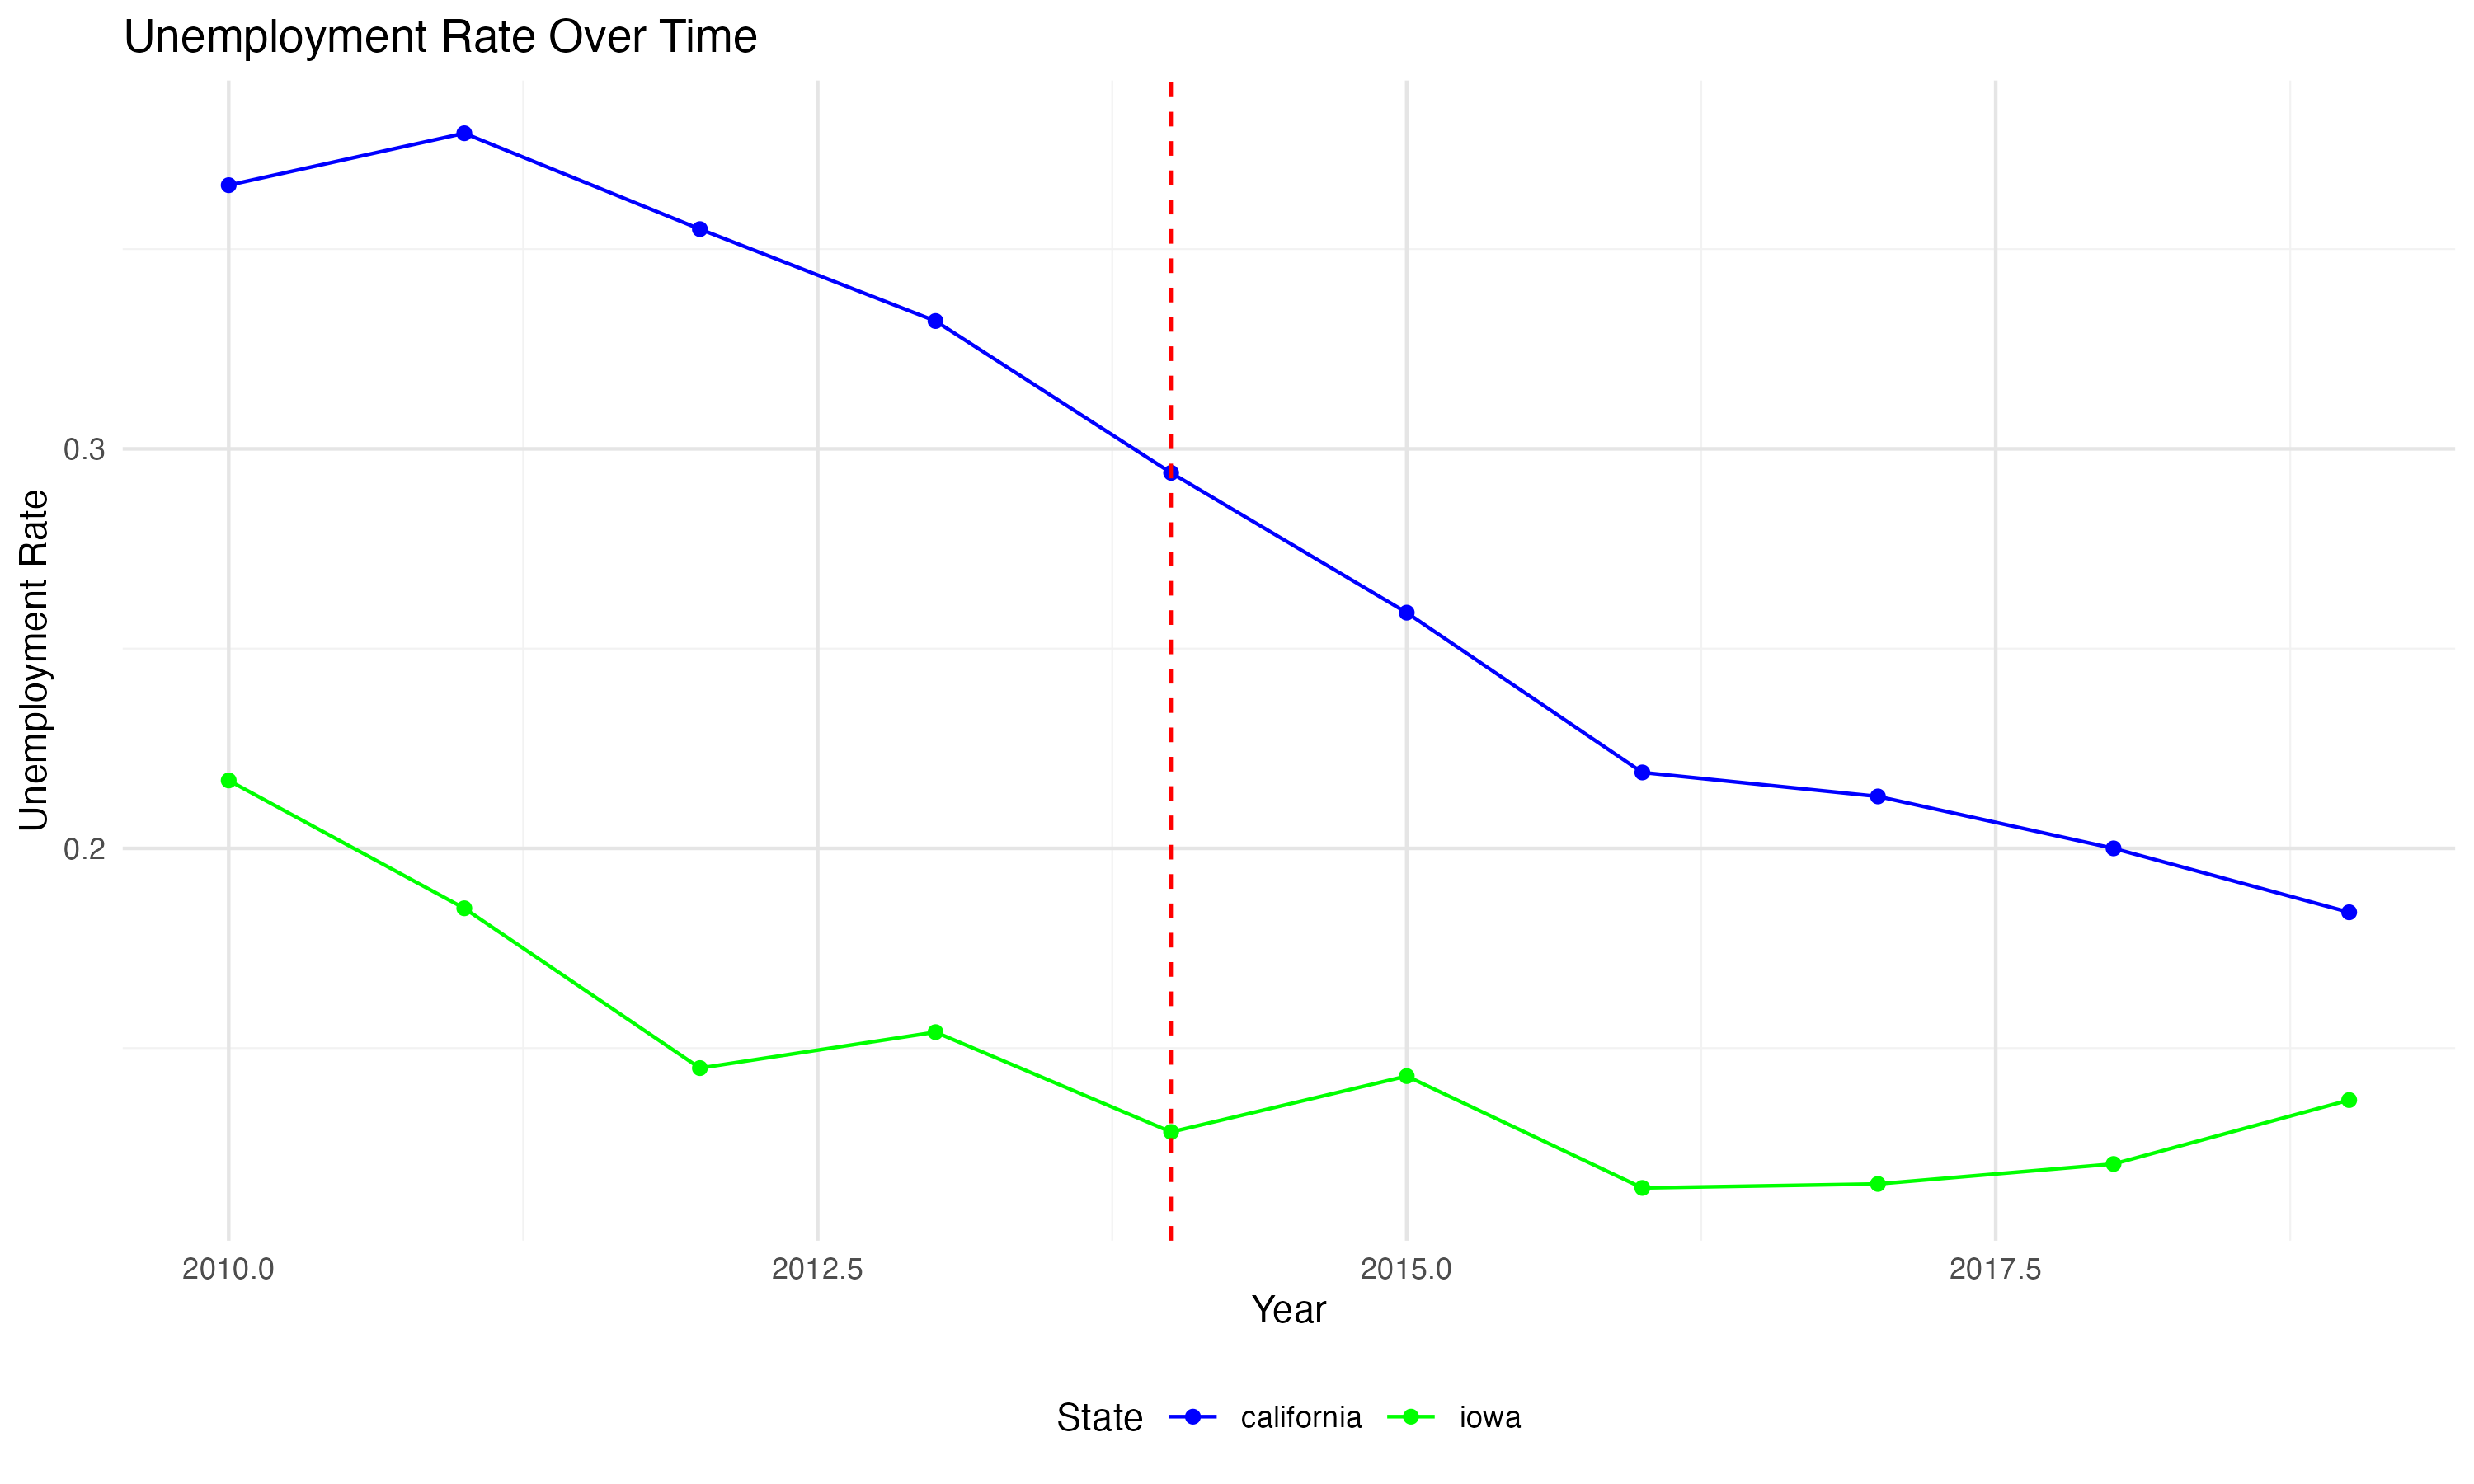 Unemployment Rate Over Time
Unemployment Rate
0.3
0.2
2010.0 2012.5 2015.0 2017.5
Year
State california iowa